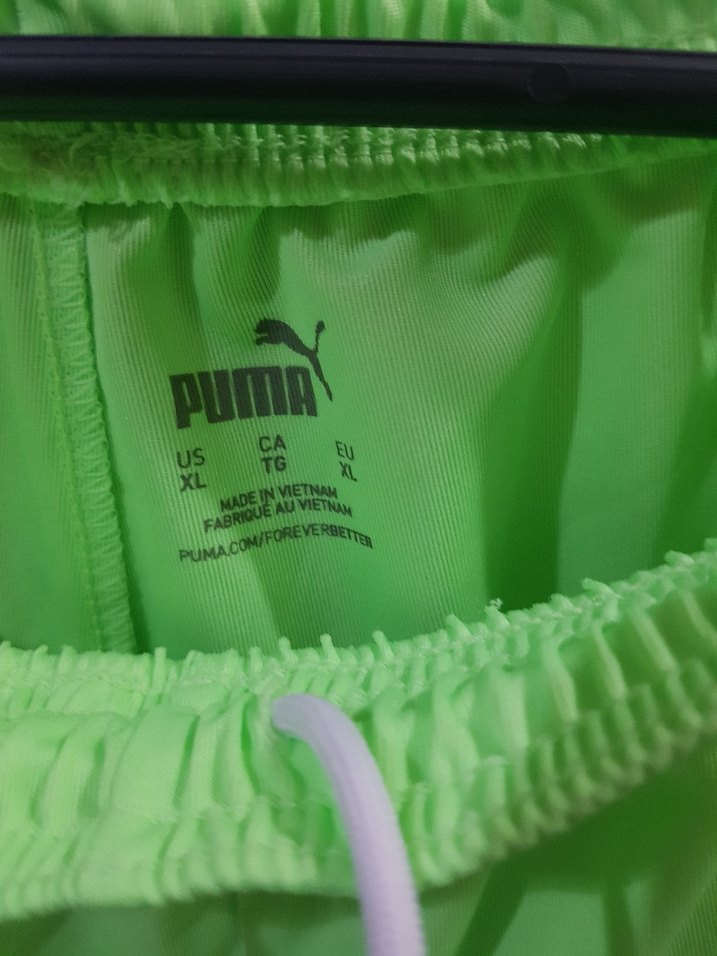 PUMA
US CA EU
XL TG XL
MADE IN VIETNAM
FABRIQUÉ AU VIETNAM
PUMA.COM/FOREVERBETTER